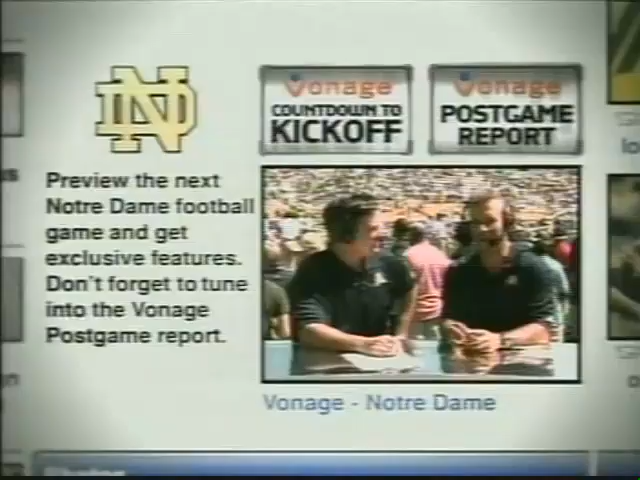 ND
vonage
COUNTDOWN TO
KICKOFF
vonage
POSTGAME
REPORT
Preview the next
Notre Dame football
game and get
exclusive features.
Don't forget to tune
into the Vonage
Postgame report.
Vonage - Notre Dame